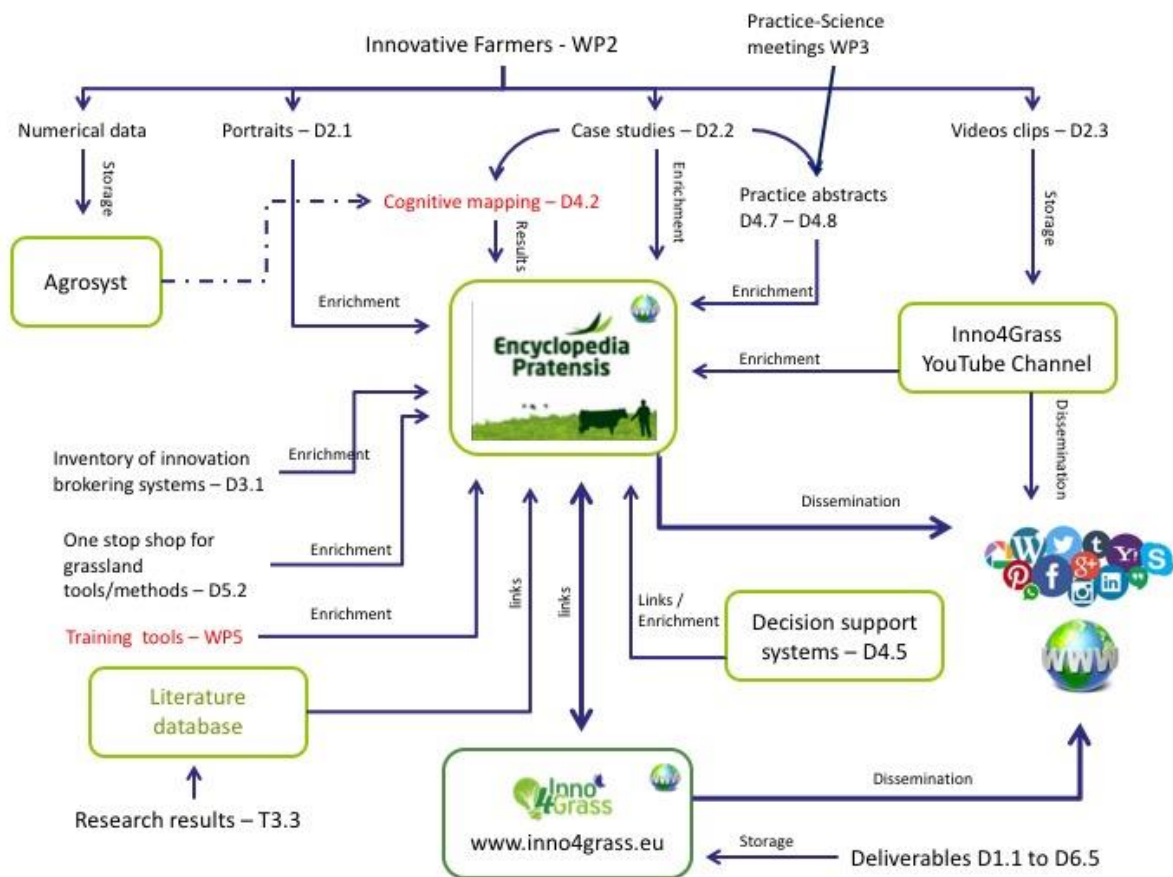 Innovative Farmers - WP2
Practice-Science
meetings WP3
Numerical data
Portraits – D2.1
Case studies – D2.2
Videos clips – D2.3
Storage
Enrichment
Storage
Cognitive mapping – D4.2
Results
Practice abstracts
D4.7 – D4.8
Agrosyst
Enrichment
Enrichment
WWW
Encyclopedia
Pratensis
Enrichment
Inno4Grass
YouTube Channel
Dissemination
Inventory of innovation
brokering systems – D3.1
Enrichment
Dissemination
One stop shop for
grassland
tools/methods – D5.2
Enrichment
Training tools – WP5
Enrichment
links
links
Links /
Enrichment
Decision support
systems – D4.5
W
t
Y!
S
P
f
g+
in
WWW
Literature
database
Research results – T3.3
Inno
4Grass
WWW
www.inno4grass.eu
Dissemination
Storage
Deliverables D1.1 to D6.5